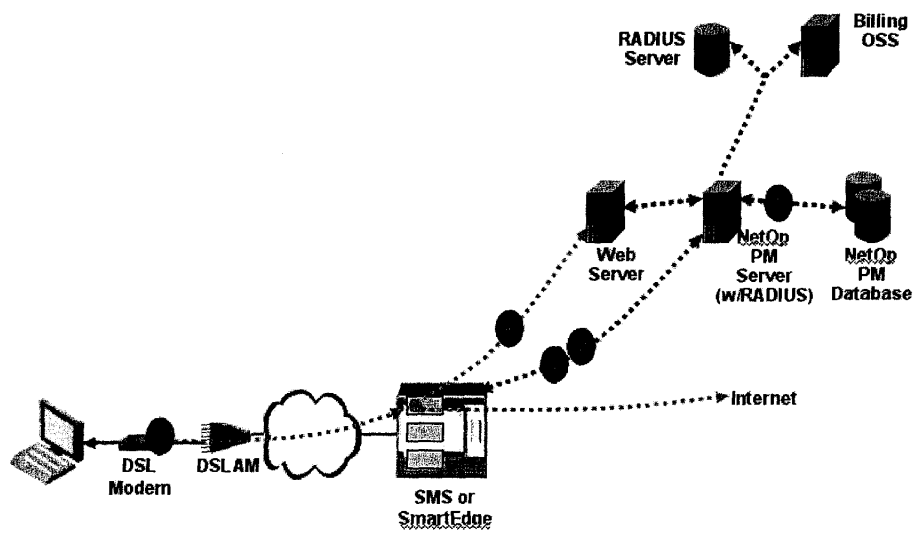 Billing
OSS
RADIUS
Server
Web
Server
NetOp
PM
Server
(w/RADIUS)
NetOp
PM
Database
Internet
DSL
Modern
DSLAM
SMS or
SmartEdge